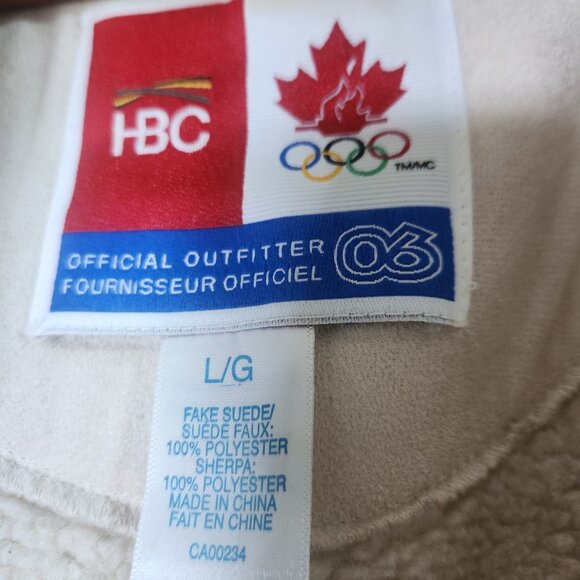 HBC
TM/MC
OFFICIAL OUTFITTER
FOURNISSEUR OFFICIEL
06
L/G
FAKE SUEDE/
SUÈDE FAUX:
100% POLYESTER
SHERPA:
100% POLYESTER
MADE IN CHINA
FAIT EN CHINE
CA00234